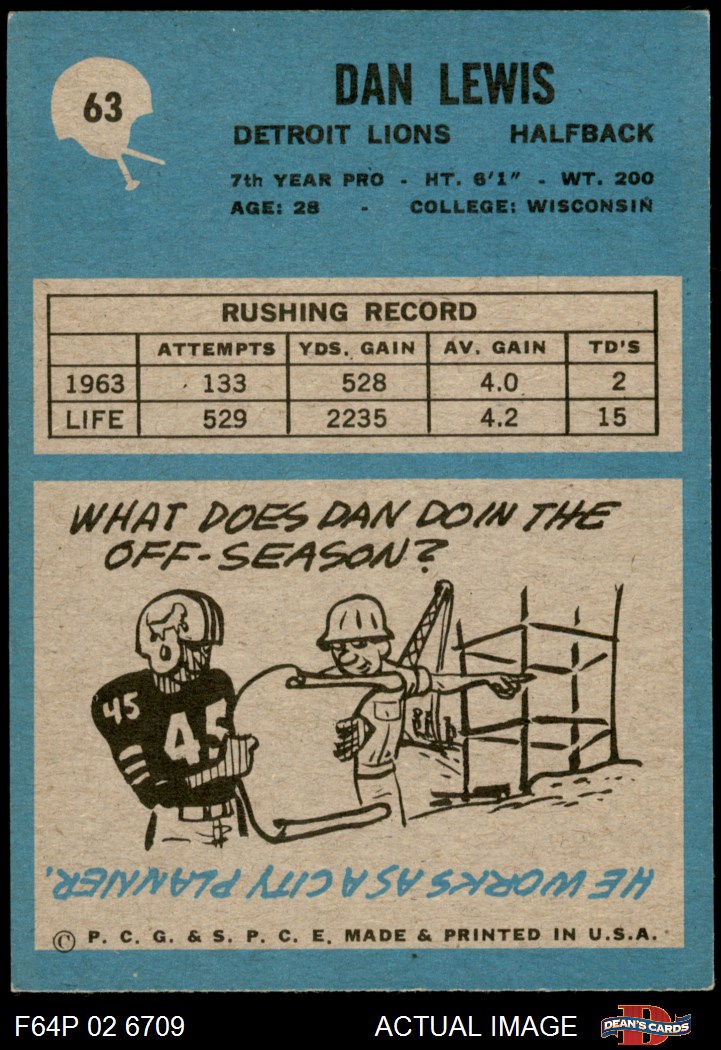 63
DAN LEWIS
DETROIT LIONS HALFBACK
7th YEAR PRO - HT. 6'1" - WT. 200
AGE: 28 - COLLEGE: WISCONSIN
RUSHING RECORD
ATTEMPTS YDS. GAIN AV. GAIN TD'S
1963 133 528 4.0 2
LIFE 529 2235 4.2 15
WHAT DOES DAN DO IN THE
OFF-SEASON?
45
45
HE WORKS AS A CITY PLANNER.
© P. C. G. & S. P. C. E. MADE & PRINTED IN U.S.A.
F64P 02 6709 ACTUAL IMAGE D DEAN'S CARDS